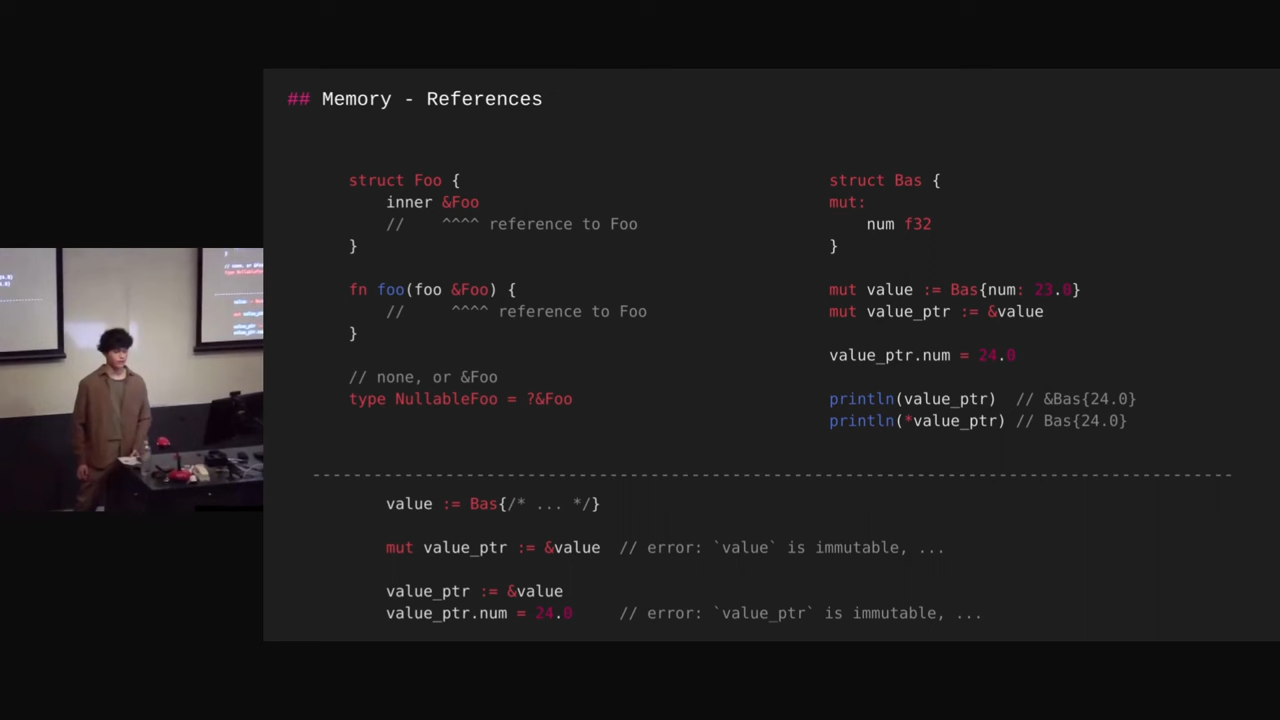 ## Memory - References
struct Foo {
    inner &Foo
    //    ^^^^ reference to Foo
}
fn foo(foo &Foo) {
    //     ^^^^ reference to Foo
}
// none, or &Foo
type NullableFoo = ?&Foo
struct Bas {
mut:
    num f32
}
mut value := Bas{num: 23.0}
mut value_ptr := &value
value_ptr.num = 24.0
println(value_ptr)  // &Bas{24.0}
println(*value_ptr) // Bas{24.0}
--------------------------------------------------------------------------------------------------
value := Bas{/* ... */}
mut value_ptr := &value  // error: `value` is immutable, ...
value_ptr := &value
value_ptr.num = 24.0     // error: `value_ptr` is immutable, ...